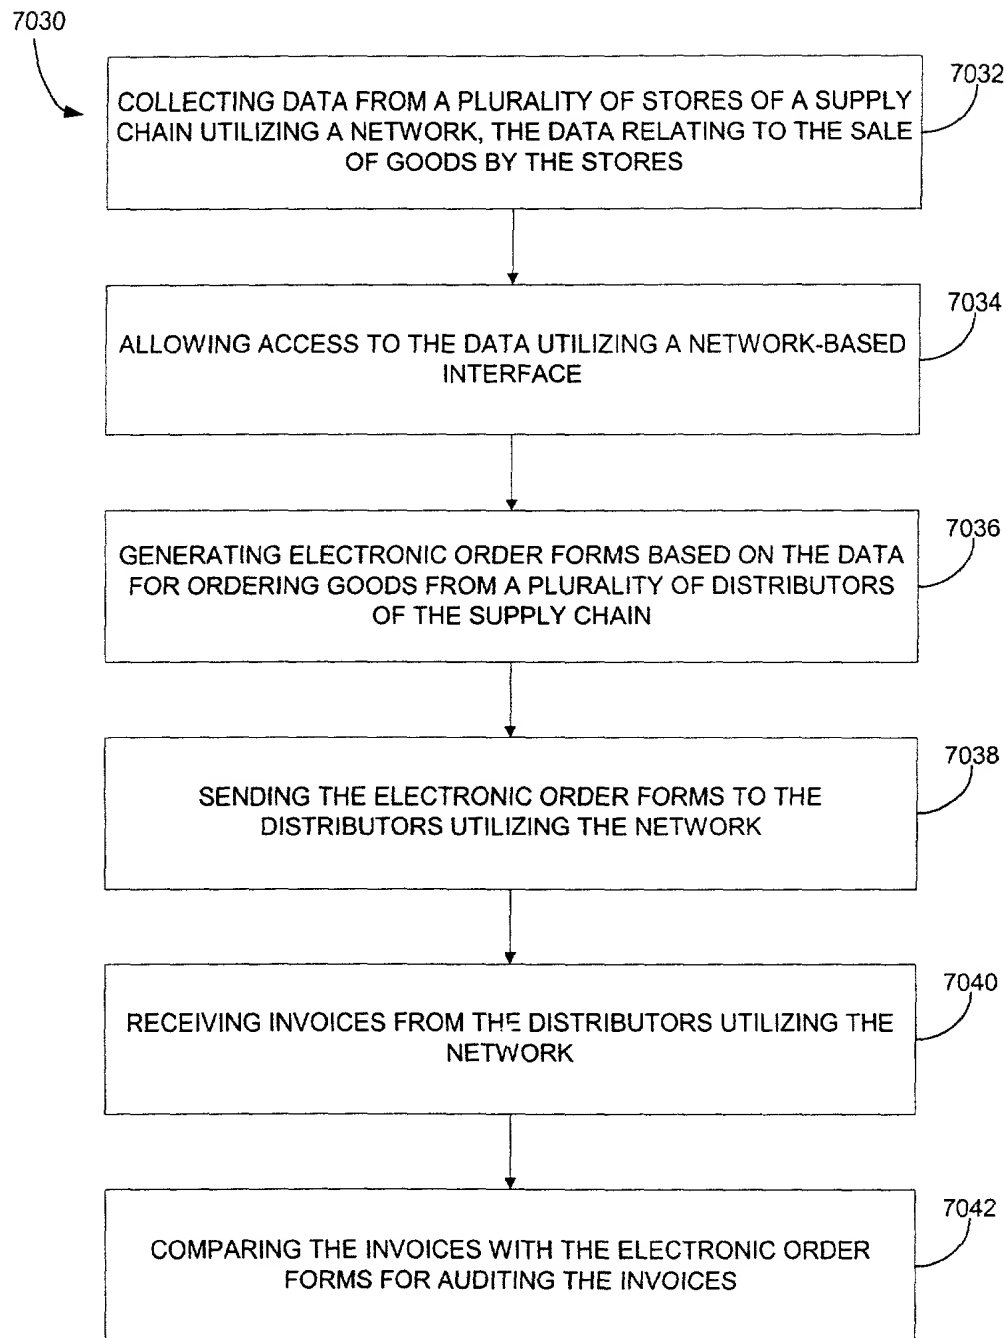 7030
7032
COLLECTING DATA FROM A PLURALITY OF STORES OF A SUPPLY
CHAIN UTILIZING A NETWORK, THE DATA RELATING TO THE SALE
OF GOODS BY THE STORES
7034
ALLOWING ACCESS TO THE DATA UTILIZING A NETWORK-BASED
INTERFACE
7036
GENERATING ELECTRONIC ORDER FORMS BASED ON THE DATA
FOR ORDERING GOODS FROM A PLURALITY OF DISTRIBUTORS
OF THE SUPPLY CHAIN
7038
SENDING THE ELECTRONIC ORDER FORMS TO THE
DISTRIBUTORS UTILIZING THE NETWORK
7040
RECEIVING INVOICES FROM THE DISTRIBUTORS UTILIZING THE
NETWORK
7042
COMPARING THE INVOICES WITH THE ELECTRONIC ORDER
FORMS FOR AUDITING THE INVOICES